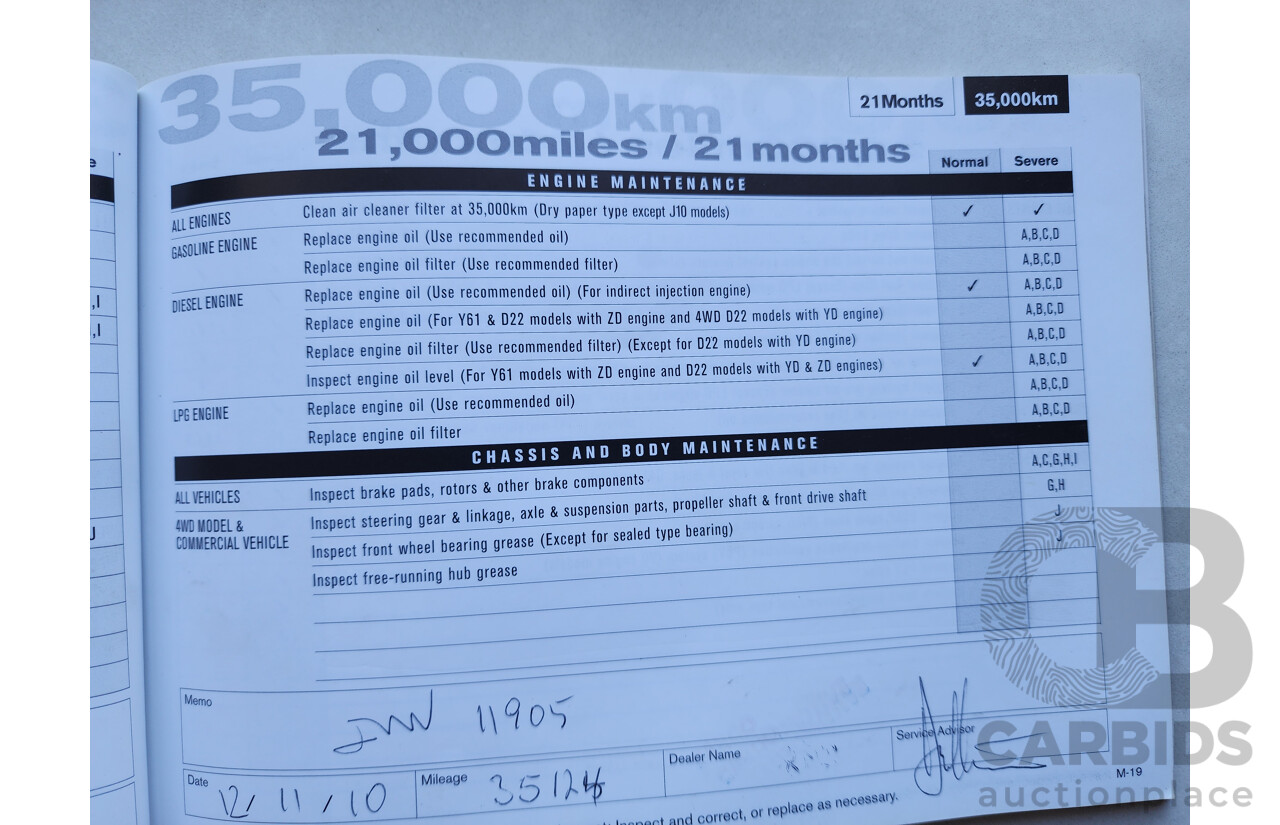 35,000km
21 Months 35,000km
21,000miles / 21months
Normal Severe
e
ENGINE MAINTENANCE
ALL ENGINES Clean air cleaner filter at 35,000km (Dry paper type except J10 models) ✓ ✓
GASOLINE ENGINE Replace engine oil (Use recommended oil) A,B,C,D
Replace engine oil filter (Use recommended filter) A,B,C,D
DIESEL ENGINE Replace engine oil (Use recommended oil) (For indirect injection engine) ✓ A,B,C,D
,I
Replace engine oil (For Y61 & D22 models with ZD engine and 4WD D22 models with YD engine) A,B,C,D
,I
Replace engine oil filter (Use recommended filter) (Except for D22 models with YD engine) A,B,C,D
Inspect engine oil level (For Y61 models with ZD engine and D22 models with YD & ZD engines) ✓ A,B,C,D
LPG ENGINE Replace engine oil (Use recommended oil) A,B,C,D
Replace engine oil filter A,B,C,D
CHASSIS AND BODY MAINTENANCE
ALL VEHICLES Inspect brake pads, rotors & other brake components A,C,G,H,I
4WD MODEL & Inspect steering gear & linkage, axle & suspension parts, propeller shaft & front drive shaft G,H
COMMERCIAL VEHICLE Inspect front wheel bearing grease (Except for sealed type bearing) J
J
Inspect free-running hub grease J
Memo
INV 11905
Date 12/11/10 Mileage 35124 Dealer Name Service Advisor
M-19
: Inspect and correct, or replace as necessary.
CB
CARBIDS
auctionplace